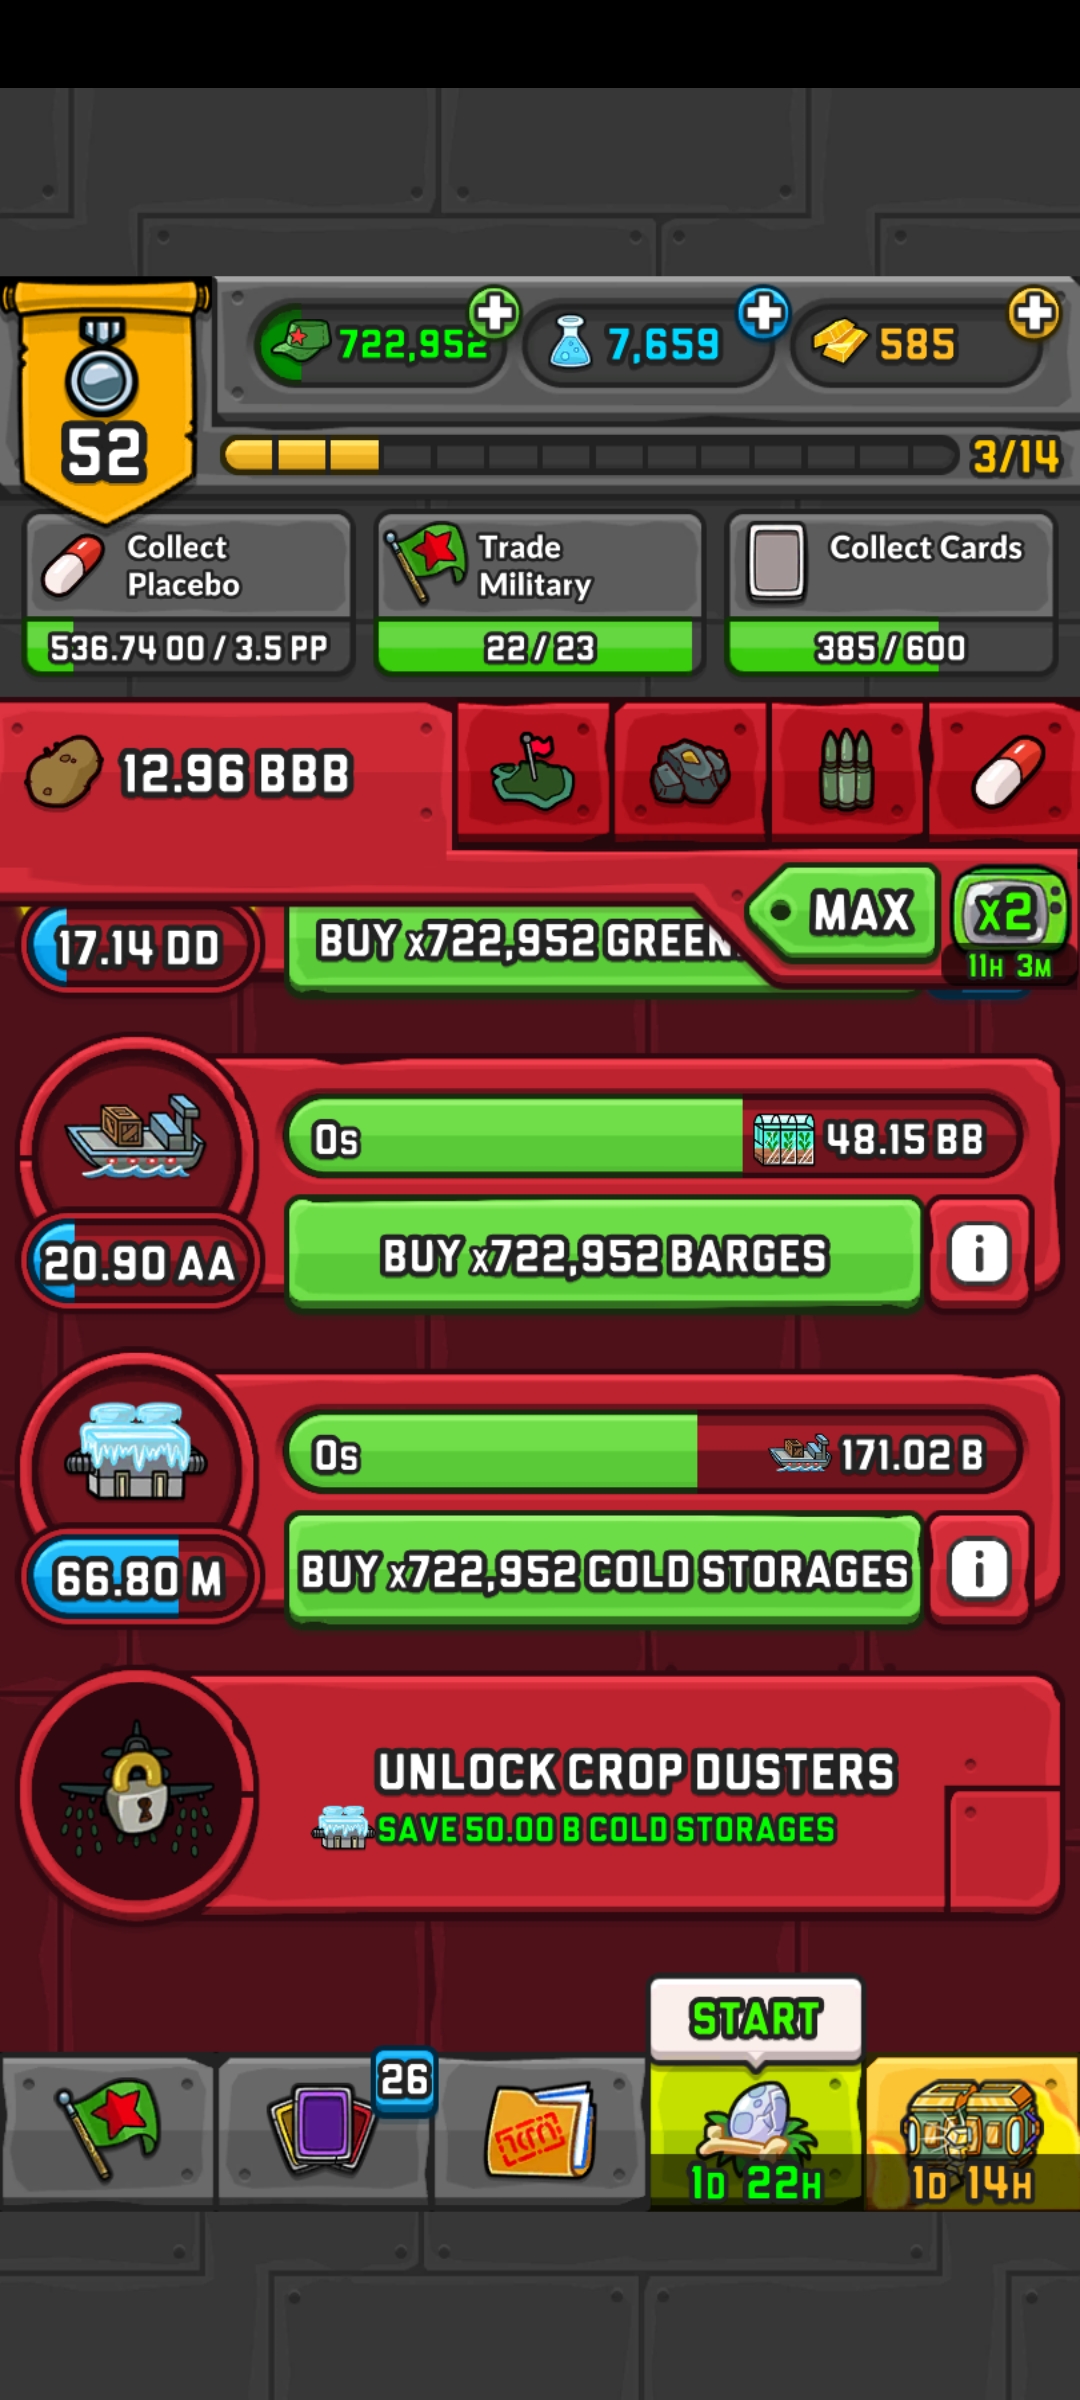 722,952
7,659
585
52
3/14
Collect
Placebo
Trade
Military
Collect Cards
536.74 OO / 3.5 PP
22/23
385/600
12.96 BBB
MAX
x2
11H 3M
17.14 DD
BUY x722,952 GREEN
0s
48.15 BB
20.90 AA
BUY x722,952 BARGES
i
0s
171.02 B
66.80 M
BUY x722,952 COLD STORAGES
i
UNLOCK CROP DUSTERS
SAVE 50.00 B COLD STORAGES
START
26
1D 22H
1D 14H